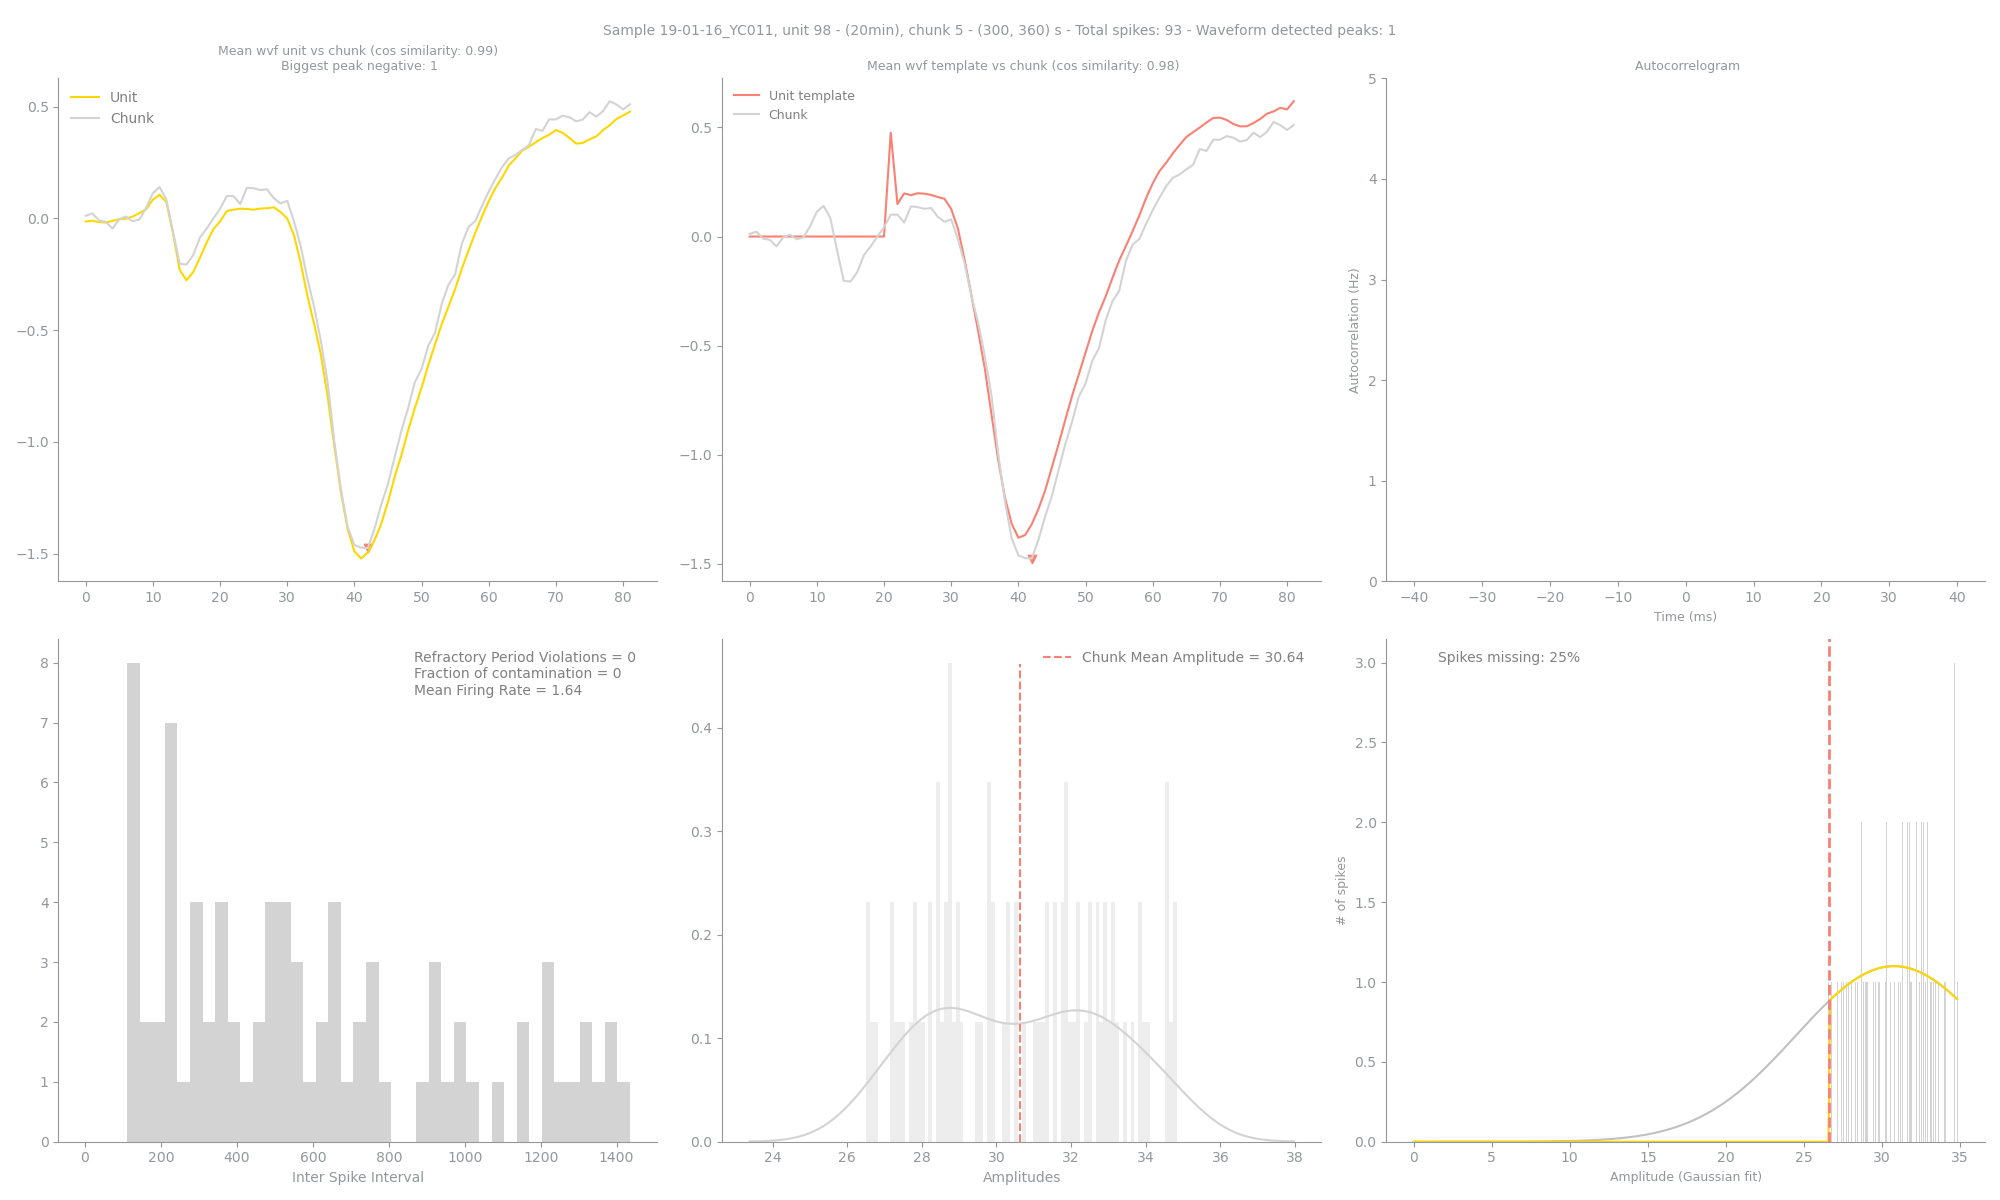 Sample 19-01-16_YC011, unit 98 - (20min), chunk 5 - (300, 360) s - Total spikes: 93 - Waveform detected peaks: 1
Mean wvf unit vs chunk (cos similarity: 0.99)
Biggest peak negative: 1
Unit
Chunk
0.5
0.0
−0.5
−1.0
−1.5
0 10 20 30 40 50 60 70 80
Mean wvf template vs chunk (cos similarity: 0.98)
Unit template
Chunk
0.5
0.0
−0.5
−1.0
−1.5
0 10 20 30 40 50 60 70 80
Autocorrelogram
Autocorrelation (Hz)
5
4
3
2
1
0
−40 −30 −20 −10 0 10 20 30 40
Time (ms)
Refractory Period Violations = 0
Fraction of contamination = 0
Mean Firing Rate = 1.64
8
7
6
5
4
3
2
1
0
0 200 400 600 800 1000 1200 1400
Inter Spike Interval
Chunk Mean Amplitude = 30.64
0.4
0.3
0.2
0.1
0.0
24 26 28 30 32 34 36 38
Amplitudes
Spikes missing: 25%
# of spikes
3.0
2.5
2.0
1.5
1.0
0.5
0.0
0 5 10 15 20 25 30 35
Amplitude (Gaussian fit)